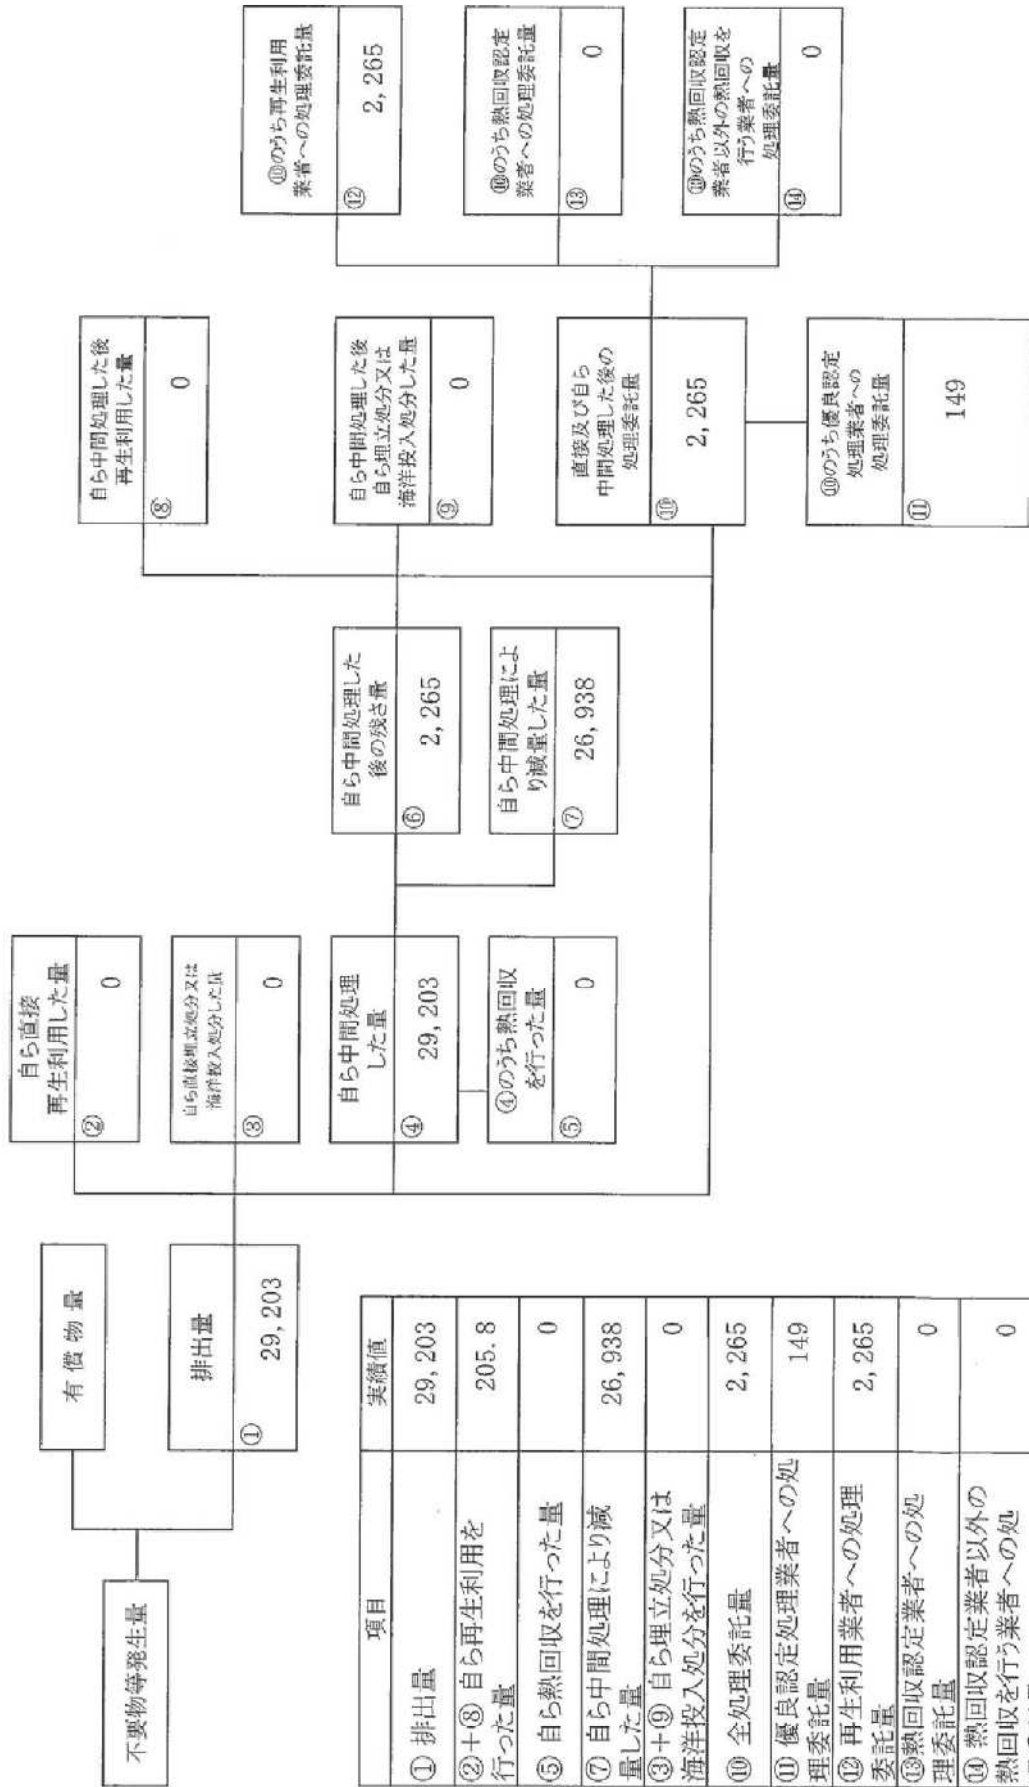 不要物等発生量
有償物量
排出量
① 29,203
自ら直接
再生利用した量
② 0
自ら直接埋立処分又は
海洋投入処分した量
③ 0
自ら中間処理
した量
④ 29,203
④のうち熱回収
を行った量
⑤ 0
自ら中間処理した
後の残さ量
⑥ 2,265
自ら中間処理によ
り減量した量
⑦ 26,938
自ら中間処理した後
再生利用した量
⑧ 0
自ら中間処理した後
自ら埋立処分又は
海洋投入処分した量
⑨ 0
直接及び自ら
中間処理した後の
処理委託量
⑩ 2,265
⑩のうち優良認定
処理業者への
処理委託量
⑪ 149
⑩のうち再生利用
業者への処理委託量
⑫ 2,265
⑩のうち熱回収認定
業者への処理委託量
⑬ 0
⑩のうち熱回収認定
業者以外の熱回収を
行う業者への
処理委託量
⑭ 0
項目 実績値
① 排出量 29,203
②+⑧ 自ら再生利用を
行った量 205.8
⑤ 自ら熱回収を行った量 0
⑦ 自ら中間処理により減
量した量 26,938
③+⑨ 自ら埋立処分又は
海洋投入処分を行った量 0
⑩ 全処理委託量 2,265
⑪ 優良認定処理業者への処
理委託量 149
⑫ 再生利用業者への処理
委託量 2,265
⑬熱回収認定業者への処
理委託量 0
⑭ 熱回収認定業者以外の
熱回収を行う業者への処 0